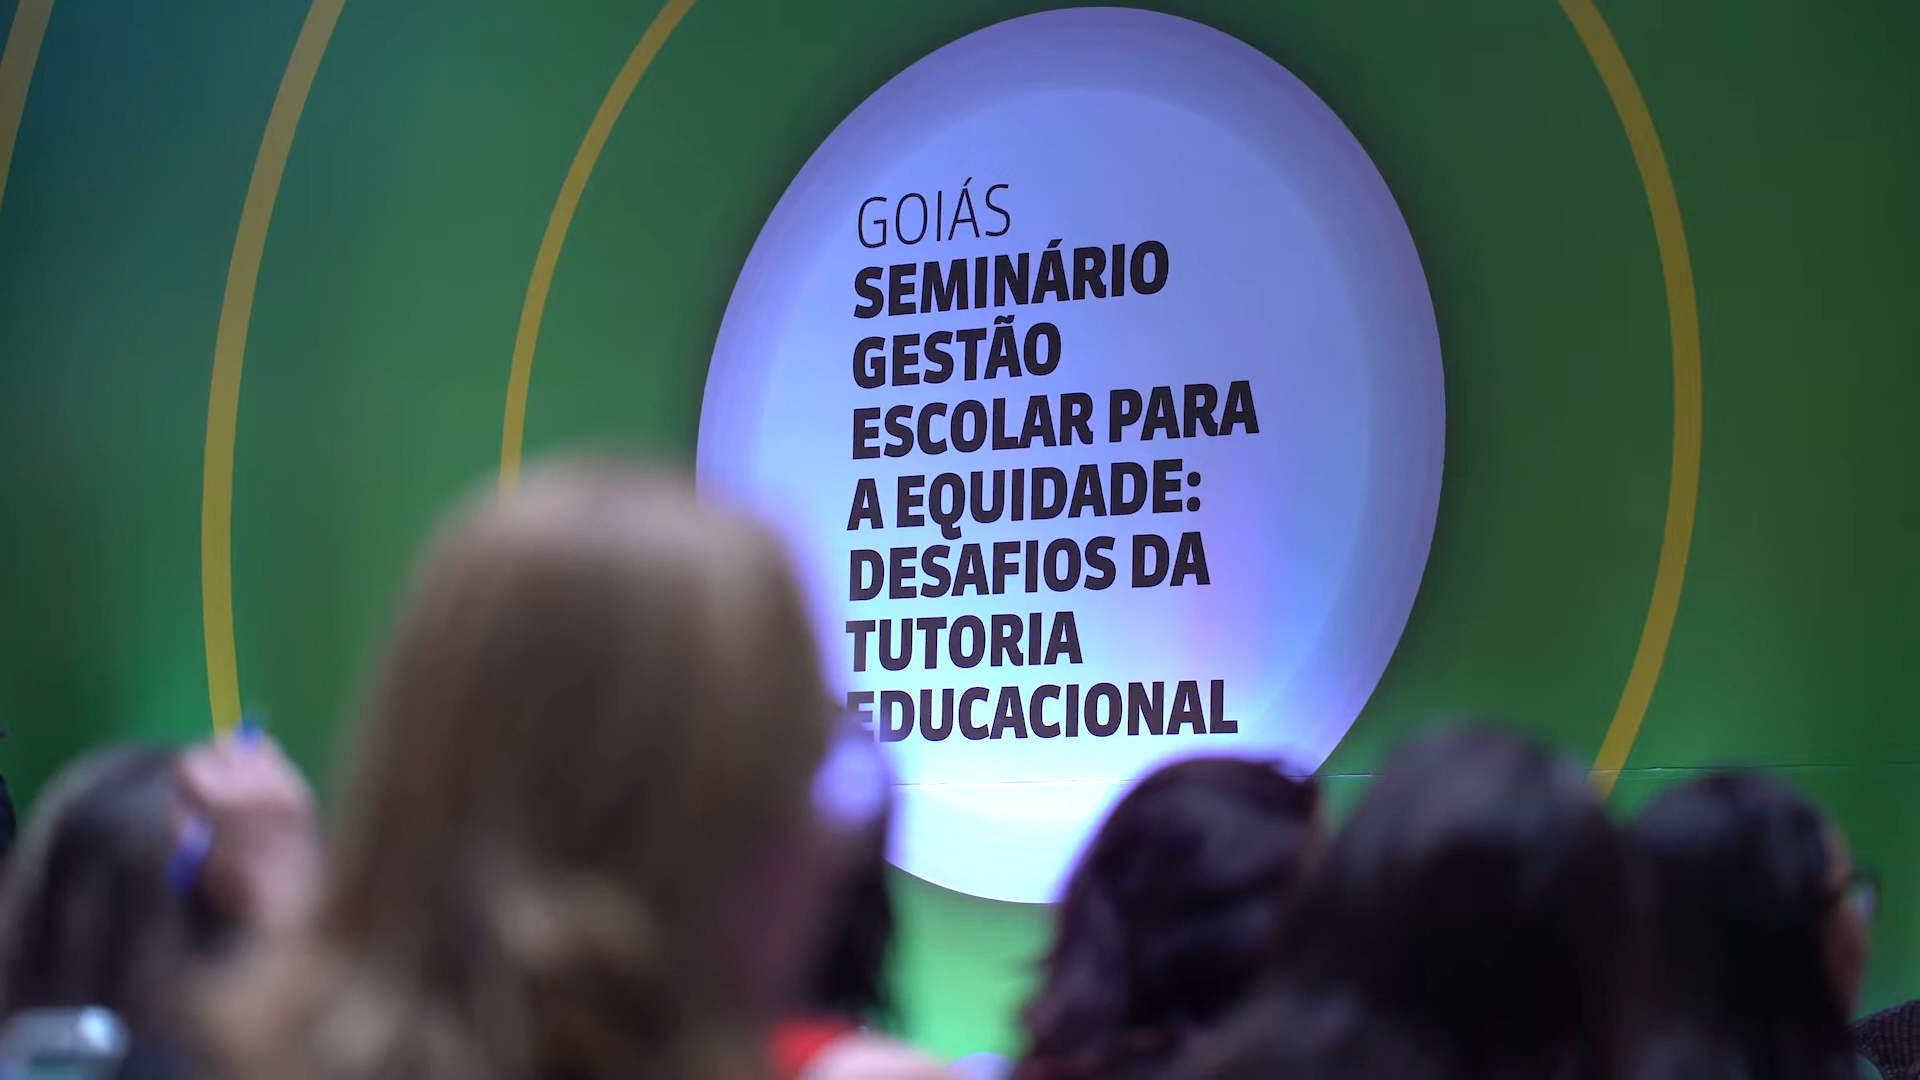 GOIÁS
SEMINÁRIO
GESTÃO
ESCOLAR PARA
A EQUIDADE:
DESAFIOS DA
TUTORIA
EDUCACIONAL